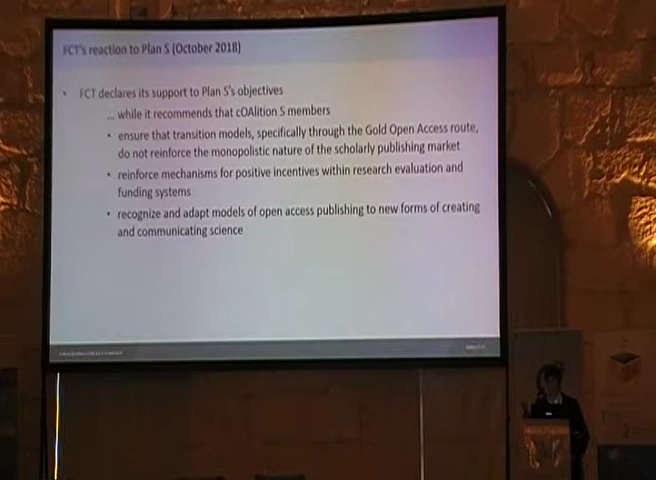 FCT's reaction to Plan S (October 2018)
• FCT declares its support to Plan S's objectives
... while it recommends that cOAlition S members
• ensure that transition models, specifically through the Gold Open Access route,
do not reinforce the monopolistic nature of the scholarly publishing market
• reinforce mechanisms for positive incentives within research evaluation and
funding systems
• recognize and adapt models of open access publishing to new forms of creating
and communicating science